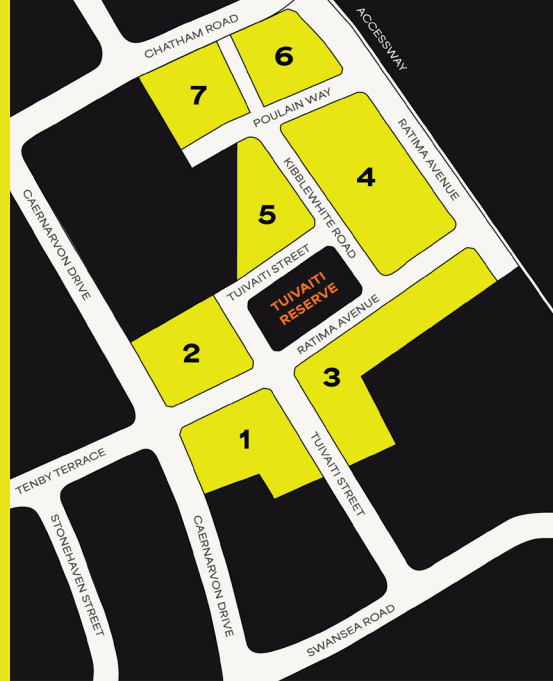 CHATHAM ROAD
ACCESSWAY
6
7
POULAIN WAY
RATIMA AVENUE
KIBBLEWHITE ROAD
4
5
CAERNARVON DRIVE
TUIVAITI STREET
TUIVAITI
RESERVE
RATIMA AVENUE
2
3
1
TUIVAITI STREET
TENBY TERRACE
STONEHAVEN STREET
CAERNARVON DRIVE
SWANSEA ROAD